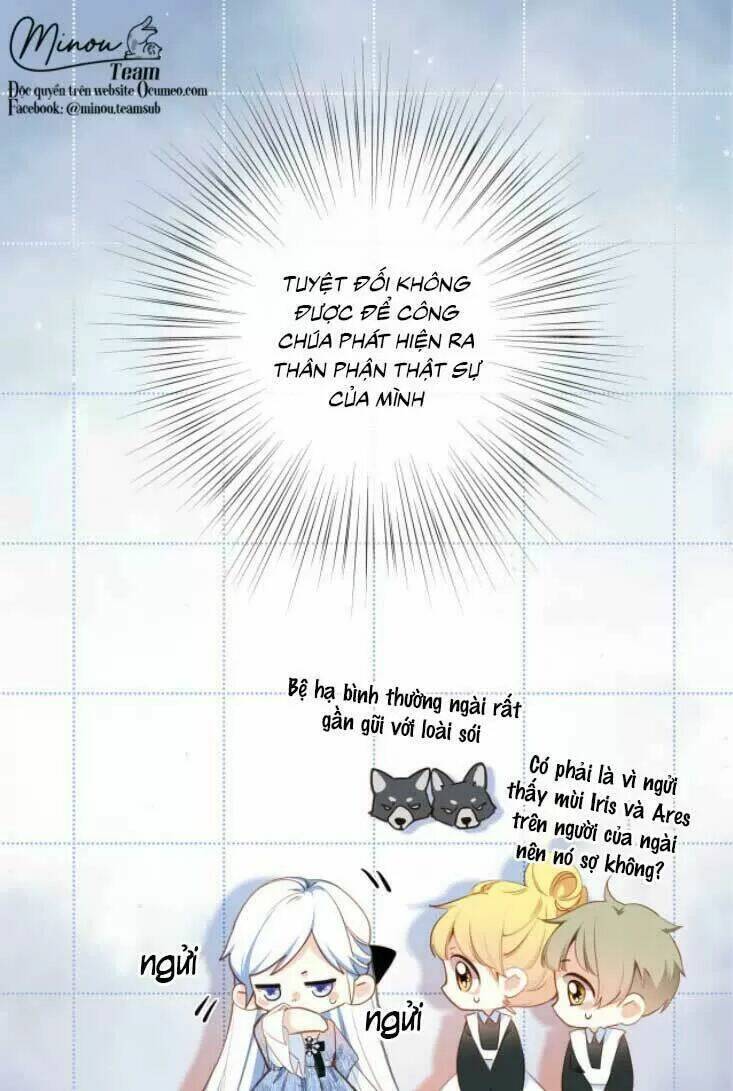 Minou
Team
Độc quyền trên website Ocumeo.com
Facebook: @minou.teamsub
TUYỆT ĐỐI KHÔNG
ĐƯỢC ĐỂ CÔNG
CHÚA PHÁT HIỆN RA
THÂN PHẬN THẬT SỰ
CỦA MÌNH
Bệ hạ bình thường ngài rất
gần gũi với loài sói
Có phải là vì ngửi
thấy mùi Iris và Ares
trên người của ngài
nên nó sợ không?
ngửi
ngửi